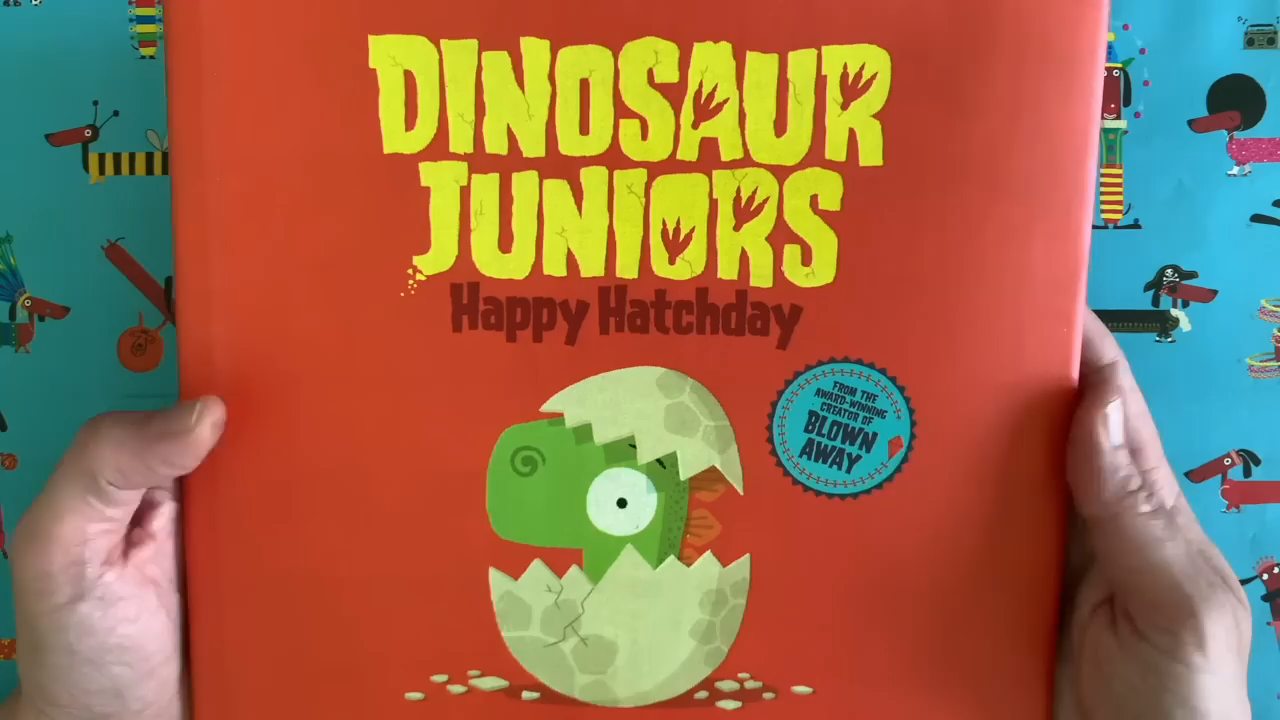 DINOSAUR
JUNIORS
Happy Hatchday
FROM THE
AWARD-WINNING
CREATOR OF
BLOWN
AWAY